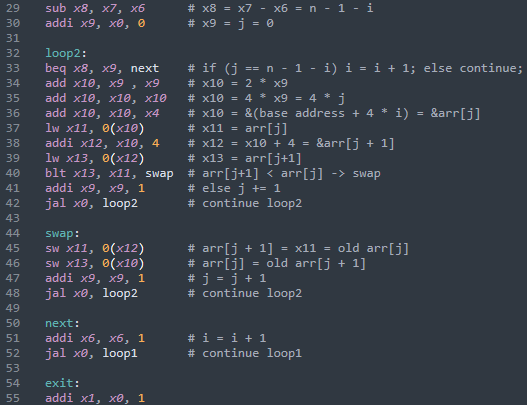 29 sub x8, x7, x6 # x8 = x7 - x6 = n - 1 - i
30 addi x9, x0, 0 # x9 = j = 0
31
32 loop2:
33 beq x8, x9, next # if (j == n - 1 - i) i = i + 1; else continue;
34 add x10, x9 , x9 # x10 = 2 * x9
35 add x10, x10, x10 # x10 = 4 * x9 = 4 * j
36 add x10, x10, x4 # x10 = &(base address + 4 * i) = &arr[j]
37 lw x11, 0(x10) # x11 = arr[j]
38 addi x12, x10, 4 # x12 = x10 + 4 = &arr[j + 1]
39 lw x13, 0(x12) # x13 = arr[j+1]
40 blt x13, x11, swap # arr[j+1] < arr[j] -> swap
41 addi x9, x9, 1 # else j += 1
42 jal x0, loop2 # continue loop2
43
44 swap:
45 sw x11, 0(x12) # arr[j + 1] = x11 = old arr[j]
46 sw x13, 0(x10) # arr[j] = old arr[j + 1]
47 addi x9, x9, 1 # j = j + 1
48 jal x0, loop2 # continue loop2
49
50 next:
51 addi x6, x6, 1 # i = i + 1
52 jal x0, loop1 # continue loop1
53
54 exit:
55 addi x1, x0, 1